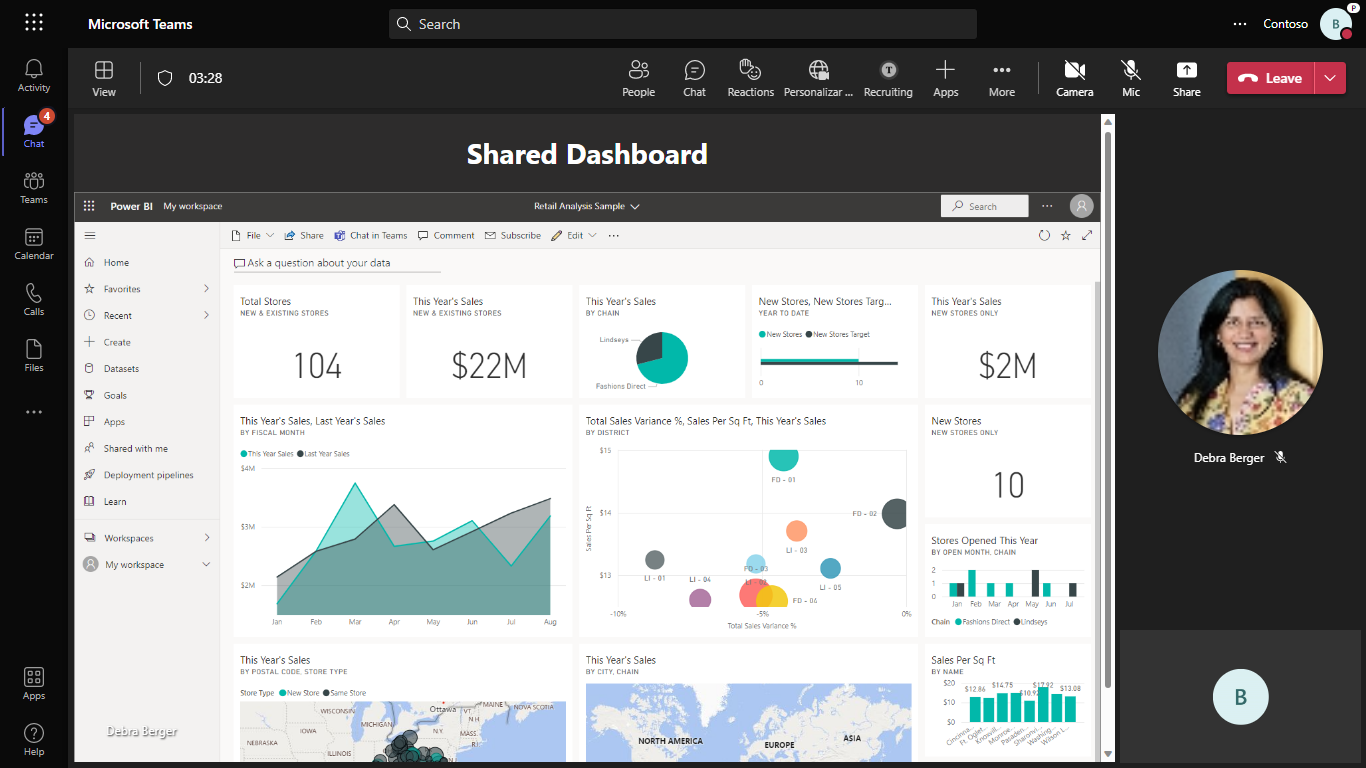 Microsoft Teams
Search
Contoso
P
B
Activity
4
Chat
Teams
Calendar
Calls
Files
Apps
Help
View
03:28
People
Chat
Reactions
Personalizar ...
T
Recruiting
Apps
More
Camera
Mic
Share
Leave
Shared Dashboard
Power BI My workspace
Retail Analysis Sample
Search
File Share Chat in Teams Comment Subscribe Edit
Home
Favorites
Recent
Create
Datasets
Goals
Apps
Shared with me
Deployment pipelines
Learn
Workspaces
My workspace
Ask a question about your data
Total Stores
NEW & EXISTING STORES
104
This Year's Sales
NEW & EXISTING STORES
$22M
This Year's Sales
BY CHAIN
Lindseys
Fashions Direct
New Stores, New Stores Targ...
YEAR TO DATE
New Stores New Stores Target
0 10
This Year's Sales
NEW STORES ONLY
$2M
This Year's Sales, Last Year's Sales
BY FISCAL MONTH
This Year Sales Last Year Sales
$4M
$3M
$2M
Jan Feb Mar Apr May Jun Jul Aug
Total Sales Variance %, Sales Per Sq Ft, This Year's Sales
BY DISTRICT
Sales Per Sq Ft
$15
$14
$13
FD - 01
FD - 02
LI - 03
FD - 03
LI - 01
LI - 04
LI - 05
FD - 04
-10% -5% 0%
Total Sales Variance %
New Stores
NEW STORES ONLY
10
Stores Opened This Year
BY OPEN MONTH, CHAIN
2
1
0
Jan Feb Mar Apr May Jun Jul
Chain Fashions Direct Lindseys
This Year's Sales
BY POSTAL CODE, STORE TYPE
Store Type New Store Same Store
Ottawa
MAINE
NOVA SCOTIA
WISCONSIN
VT.
N.H
MICHIGAN
IOWA
N.Y.
MASS.
NEBRASKA
R.I
ILLINOIS
This Year's Sales
BY CITY, CHAIN
NORTH AMERICA
EUROPE
ASIA
Sales Per Sq Ft
BY NAME
$20
$10
$0
$12.86
$14.75
$10.92
$17.92
$13.08
Cincinna...
Ft. Oglet...
Knoxvill...
Monroe...
Pasaden...
Sharonvi...
Washing...
Wilson L...
Debra Berger
Debra Berger
B